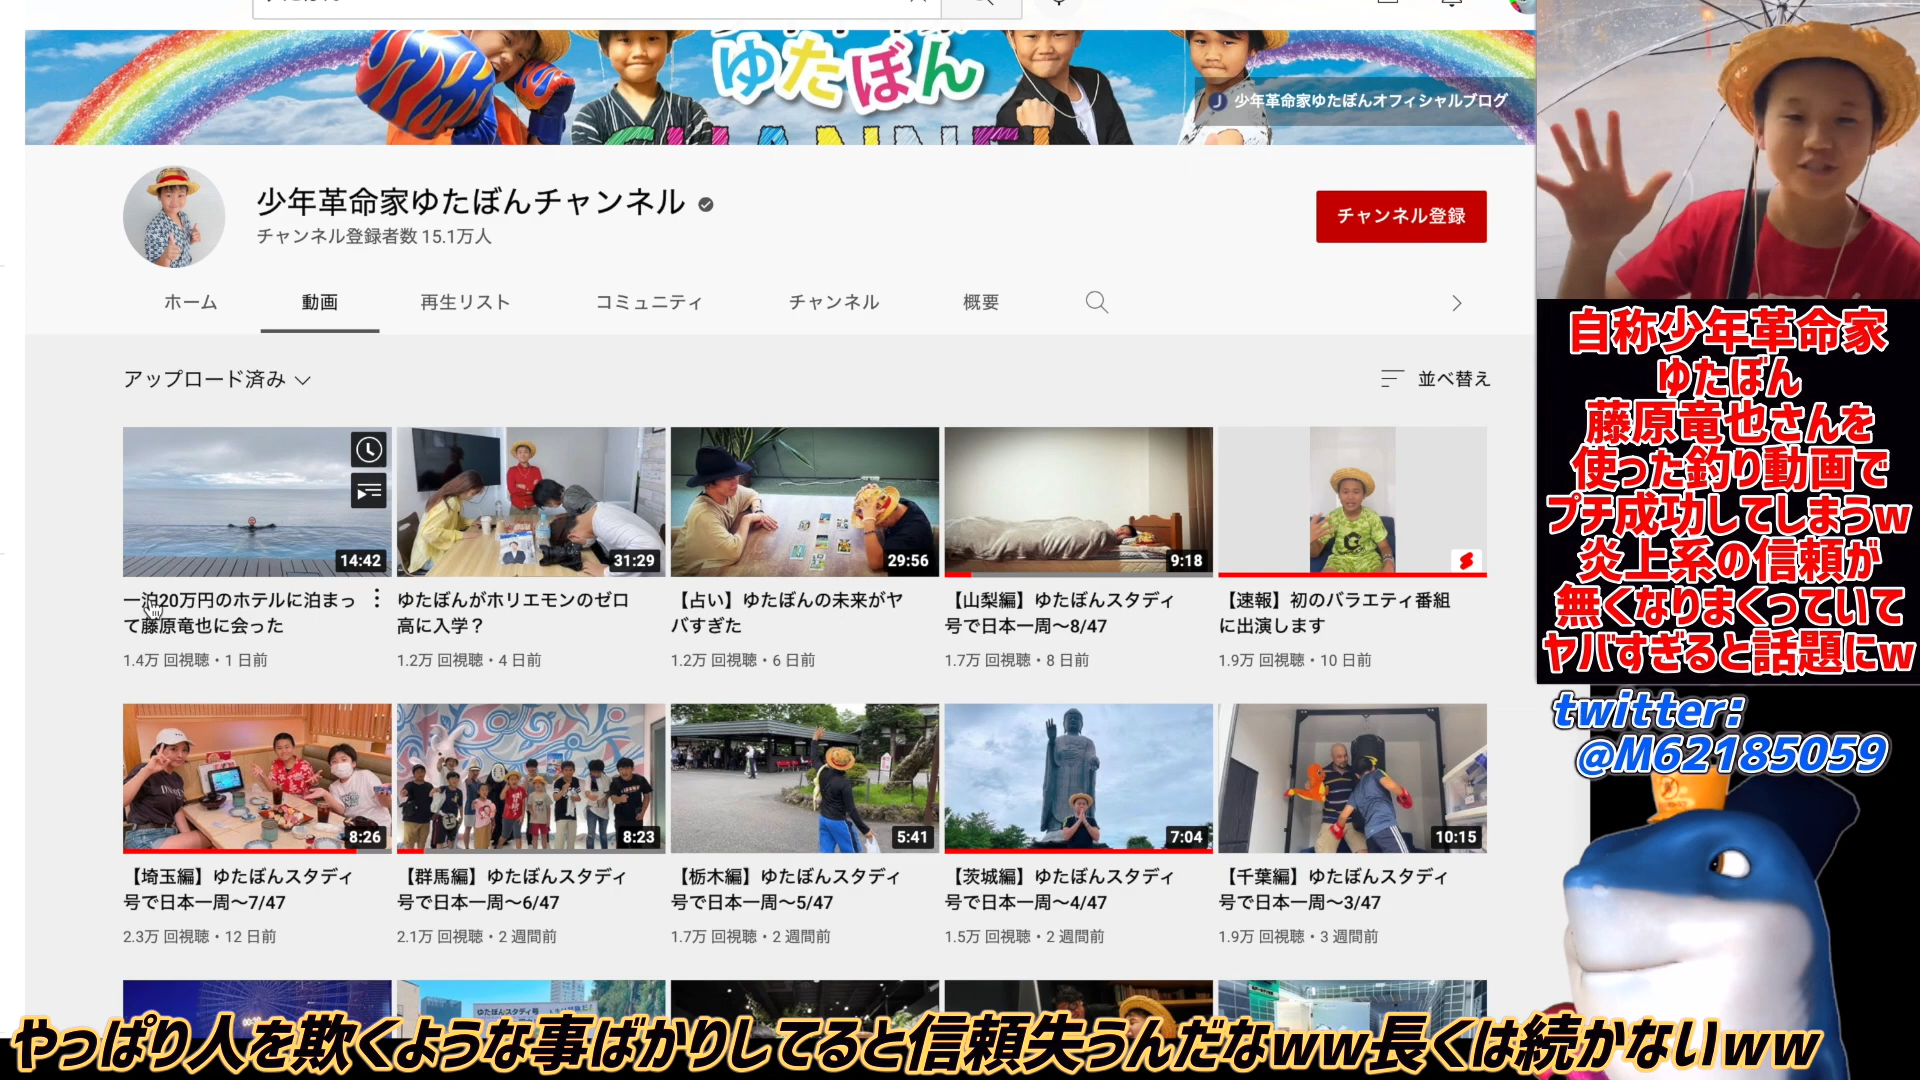 ゆたぼん
少年革命家ゆたぼんオフィシャルブログ
少年革命家ゆたぼんチャンネル
チャンネル登録者数 15.1万人
チャンネル登録
ホーム 動画 再生リスト コミュニティ チャンネル 概要
アップロード済み
並べ替え
14:42
31:29
29:56
9:18
一泊20万円のホテルに泊まっ
て藤原竜也に会った
1.4万 回視聴・1 日前
ゆたぼんがホリエモンのゼロ
高に入学？
1.2万 回視聴・4 日前
【占い】ゆたぼんの未来がヤ
バすぎた
1.2万 回視聴・6 日前
【山梨編】ゆたぼんスタディ
号で日本一周〜8/47
1.7万 回視聴・8 日前
【速報】初のバラエティ番組
に出演します
1.9万 回視聴・10 日前
8:26
8:23
5:41
7:04
10:15
【埼玉編】ゆたぼんスタディ
号で日本一周〜7/47
2.3万 回視聴・12 日前
【群馬編】ゆたぼんスタディ
号で日本一周〜6/47
2.1万 回視聴・2 週間前
【栃木編】ゆたぼんスタディ
号で日本一周〜5/47
1.7万 回視聴・2 週間前
【茨城編】ゆたぼんスタディ
号で日本一周〜4/47
1.5万 回視聴・2 週間前
【千葉編】ゆたぼんスタディ
号で日本一周〜3/47
1.9万 回視聴・3 週間前
自称少年革命家
ゆたぼん
藤原竜也さんを
使った釣り動画で
プチ成功してしまうw
炎上系の信頼が
無くなりまくっていて
ヤバすぎると話題にw
twitter:
@M62185059
やっぱり人を欺くような事ばかりしてると信頼失うんだなww長くは続かないww